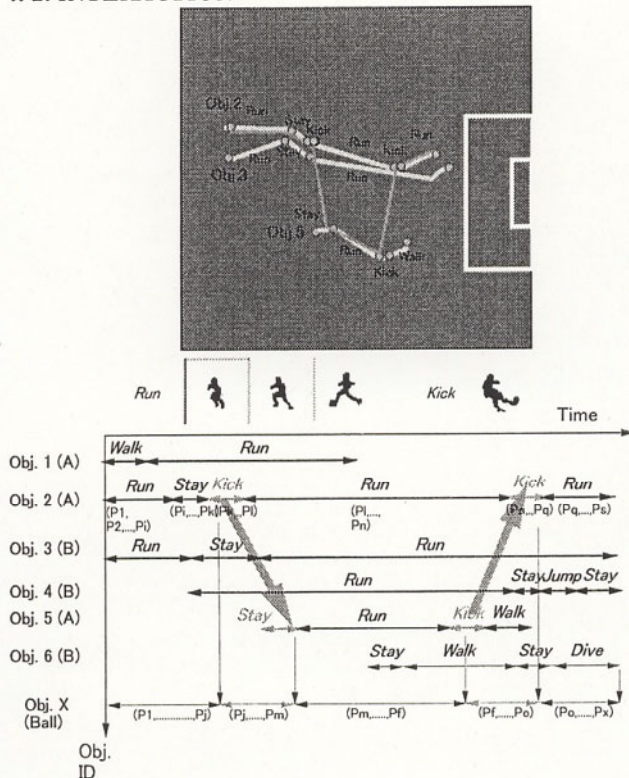 Obj.2
Run
Stay
Kick
Run
Kick
Run
Run
Stay
Run
Obj.3
Stay
Obj.5
Run
Kick
Walk
Run
Kick
Time
Walk
Run
Obj. 1 (A)
Run
Stay
Kick
Run
Kick
Run
Obj. 2 (A)
(P1,
P2,...,Pi)
(Pi,...,Pk)
(Pl,...,
Pn)
(Pq,...,Ps)
Run
Stay
Run
Obj. 3 (B)
Run
Stay
Jump
Stay
Obj. 4 (B)
Stay
Run
Kick
Walk
Obj. 5 (A)
Stay
Walk
Stay
Dive
Obj. 6 (B)
Obj. X
(Ball)
(P1,..........,Pj)
(Pj,....,Pm)
(Pm,.....,Pf)
(Pf,....,Po)
(Po,....,Px)
Obj.
ID